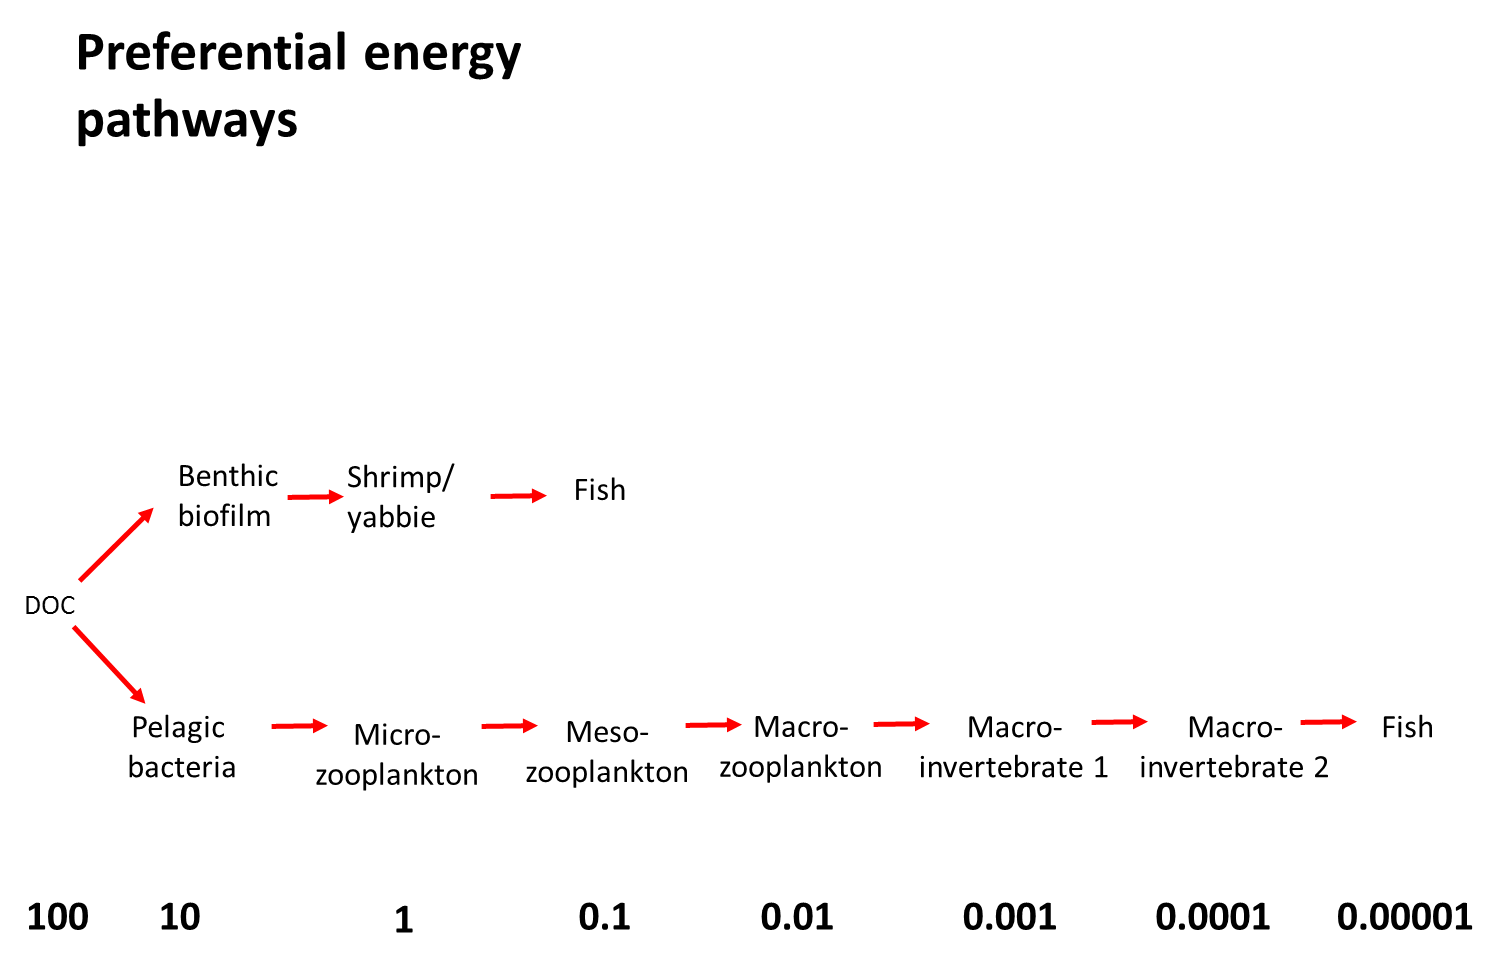 Preferential energy
pathways
Benthic
biofilm
Shrimp/
yabbie
Fish
DOC
Pelagic
bacteria
Micro-
zooplankton
Meso-
zooplankton
Macro-
zooplankton
Macro-
invertebrate 1
Macro-
invertebrate 2
Fish
100
10
1
0.1
0.01
0.001
0.0001
0.00001